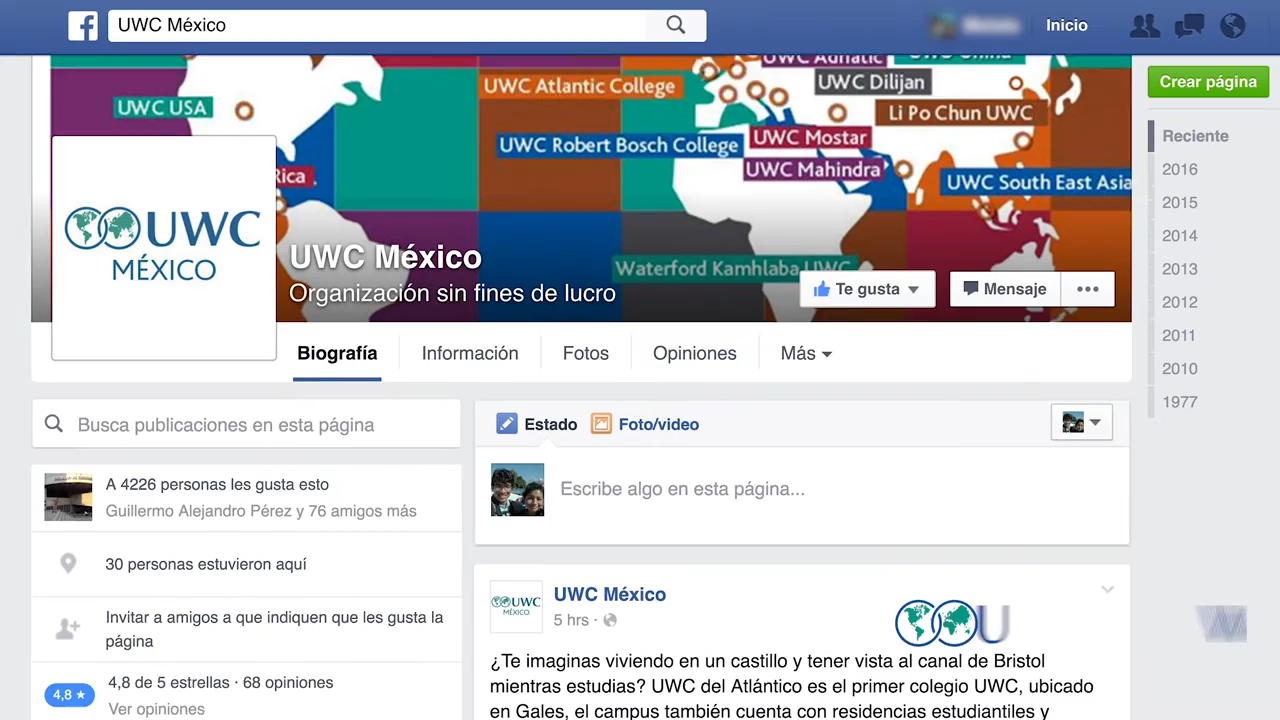 UWC México
Inicio
UWC USA
UWC Atlantic College
UWC Adriatic
UWC China
UWC Dilijan
Li Po Chun UWC
UWC Robert Bosch College
UWC Mostar
UWC Mahindra
UWC South East Asia
Rica
Waterford Kamhlaba UWC
Crear página
Reciente
2016
2015
2014
2013
2012
2011
2010
1977
UWC
MÉXICO
UWC México
Organización sin fines de lucro
Te gusta
Mensaje
Biografía
Información
Fotos
Opiniones
Más
Busca publicaciones en esta página
Estado
Foto/video
Escribe algo en esta página...
A 4226 personas les gusta esto
Guillermo Alejandro Pérez y 76 amigos más
30 personas estuvieron aquí
Invitar a amigos a que indiquen que les gusta la
página
4,8 ★
4,8 de 5 estrellas · 68 opiniones
Ver opiniones
UWC
MÉXICO
UWC México
5 hrs ·
U
¿Te imaginas viviendo en un castillo y tener vista al canal de Bristol
mientras estudias? UWC del Atlántico es el primer colegio UWC, ubicado
en Gales, el campus también cuenta con residencias estudiantiles y